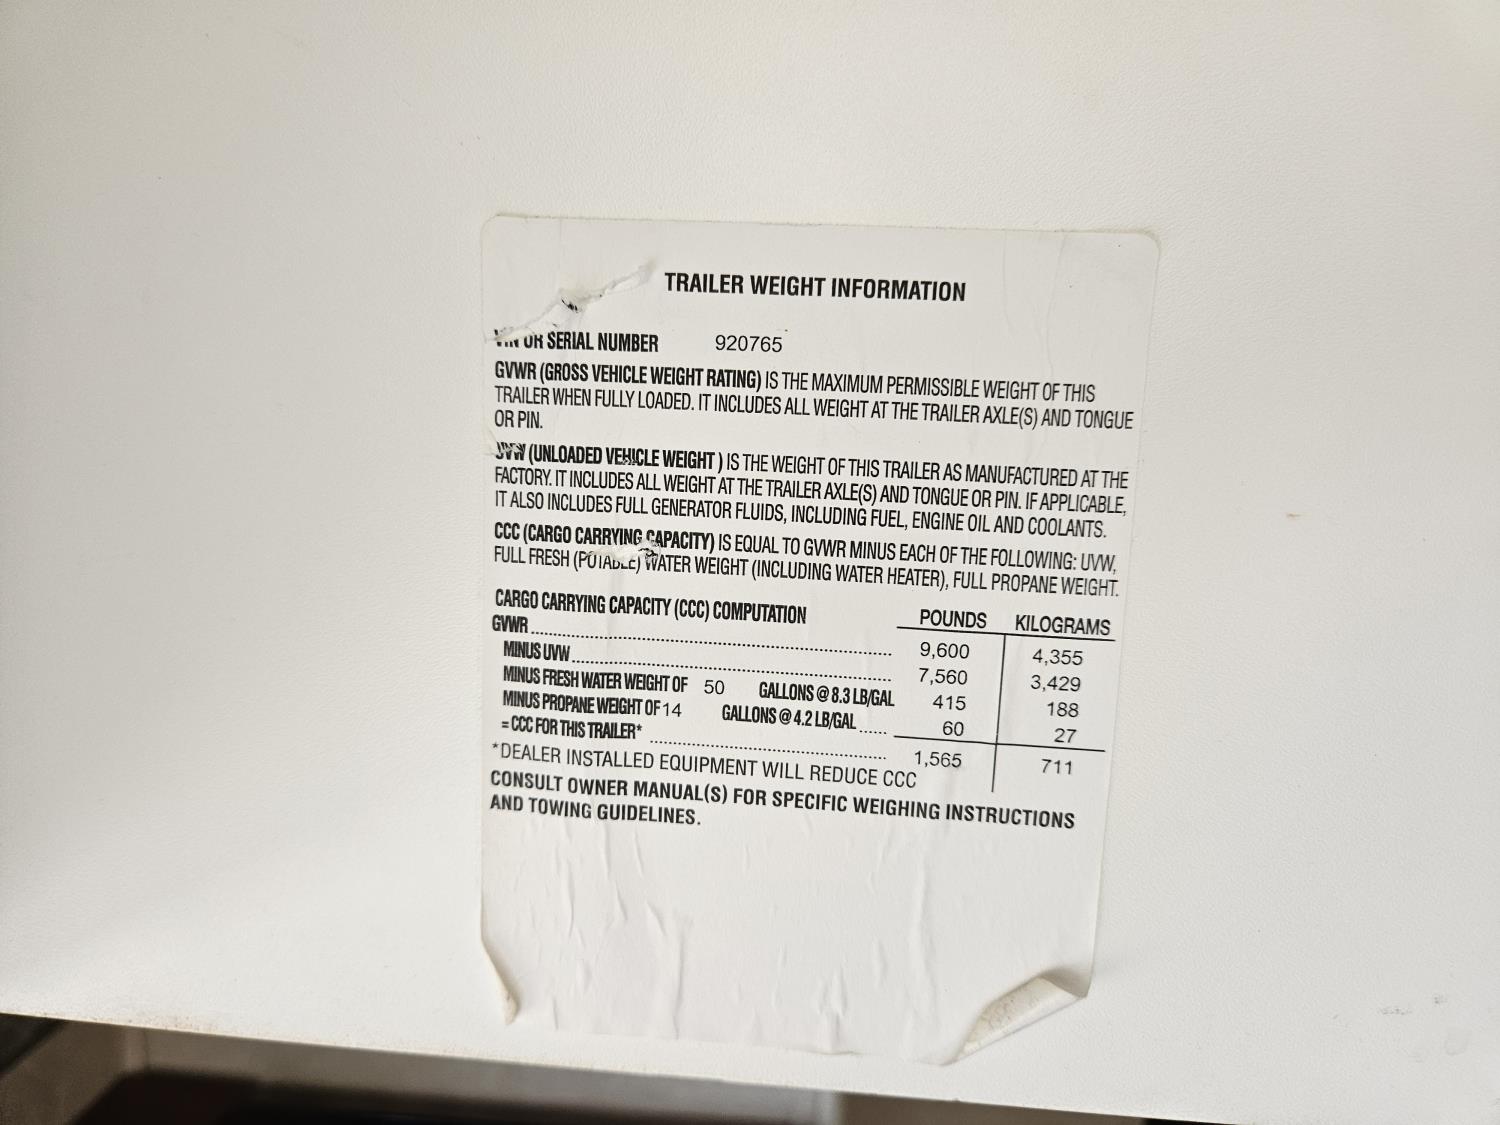 TRAILER WEIGHT INFORMATION
VIN OR SERIAL NUMBER 920765
GVWR (GROSS VEHICLE WEIGHT RATING) IS THE MAXIMUM PERMISSIBLE WEIGHT OF THIS
TRAILER WHEN FULLY LOADED. IT INCLUDES ALL WEIGHT AT THE TRAILER AXLE(S) AND TONGUE
OR PIN.
UVW (UNLOADED VEHICLE WEIGHT ) IS THE WEIGHT OF THIS TRAILER AS MANUFACTURED AT THE
FACTORY. IT INCLUDES ALL WEIGHT AT THE TRAILER AXLE(S) AND TONGUE OR PIN. IF APPLICABLE,
IT ALSO INCLUDES FULL GENERATOR FLUIDS, INCLUDING FUEL, ENGINE OIL AND COOLANTS.
CCC (CARGO CARRYING CAPACITY) IS EQUAL TO GVWR MINUS EACH OF THE FOLLOWING: UVW,
FULL FRESH (POTABLE) WATER WEIGHT (INCLUDING WATER HEATER), FULL PROPANE WEIGHT.
CARGO CARRYING CAPACITY (CCC) COMPUTATION POUNDS KILOGRAMS
GVWR 9,600 4,355
MINUS UVW 7,560 3,429
MINUS FRESH WATER WEIGHT OF 50 GALLONS @ 8.3 LB/GAL 415 188
MINUS PROPANE WEIGHT OF 14 GALLONS @ 4.2 LB/GAL 60 27
= CCC FOR THIS TRAILER* 1,565 711
*DEALER INSTALLED EQUIPMENT WILL REDUCE CCC
CONSULT OWNER MANUAL(S) FOR SPECIFIC WEIGHING INSTRUCTIONS
AND TOWING GUIDELINES.